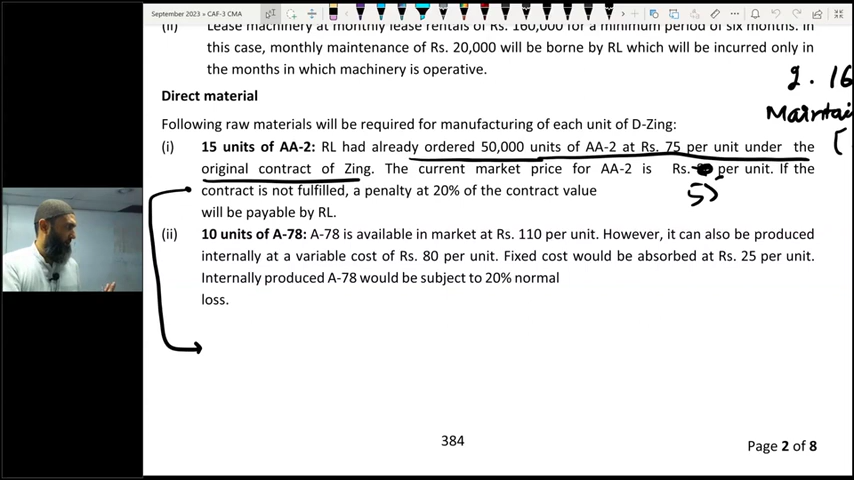 September 2023 » CAF-3 CMA
(ii) Lease machinery at monthly lease rentals of Rs. 160,000 for a minimum period of six months. In
this case, monthly maintenance of Rs. 20,000 will be borne by RL which will be incurred only in
the months in which machinery is operative.
2. 16
Direct material
Maintai
Following raw materials will be required for manufacturing of each unit of D-Zing:
(i) 15 units of AA-2: RL had already ordered 50,000 units of AA-2 at Rs. 75 per unit under the
original contract of Zing. The current market price for AA-2 is Rs. per unit. If the
55
contract is not fulfilled, a penalty at 20% of the contract value
will be payable by RL.
(ii) 10 units of A-78: A-78 is available in market at Rs. 110 per unit. However, it can also be produced
internally at a variable cost of Rs. 80 per unit. Fixed cost would be absorbed at Rs. 25 per unit.
Internally produced A-78 would be subject to 20% normal
loss.
384
Page 2 of 8